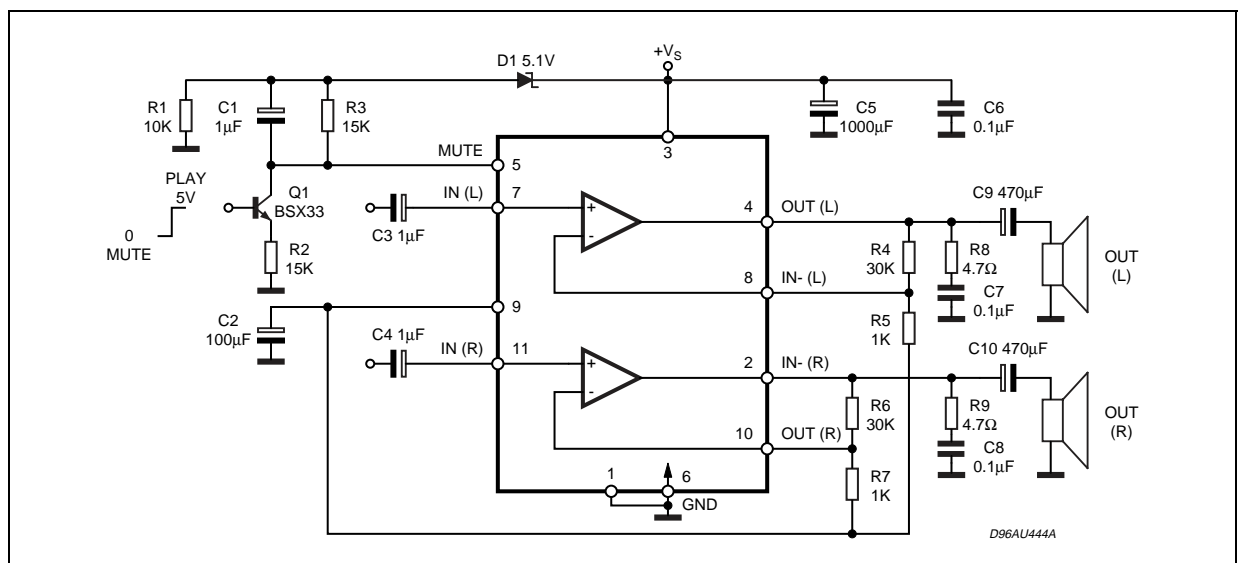 +VS
D1 5.1V
R1
10K
C1
1µF
R3
15K
C5
1000µF
C6
0.1µF
MUTE
5
3
PLAY
5V
0
MUTE
Q1
BSX33
R2
15K
IN (L)
7
C3 1µF
+
-
4
OUT (L)
C9 470µF
R4
30K
R8
4.7Ω
C7
0.1µF
OUT
(L)
8
IN- (L)
9
R5
1K
C2
100µF
C4 1µF
IN (R)
11
+
-
2
IN- (R)
C10 470µF
R6
30K
R9
4.7Ω
C8
0.1µF
OUT
(R)
10
OUT (R)
R7
1K
1
6
GND
D96AU444A